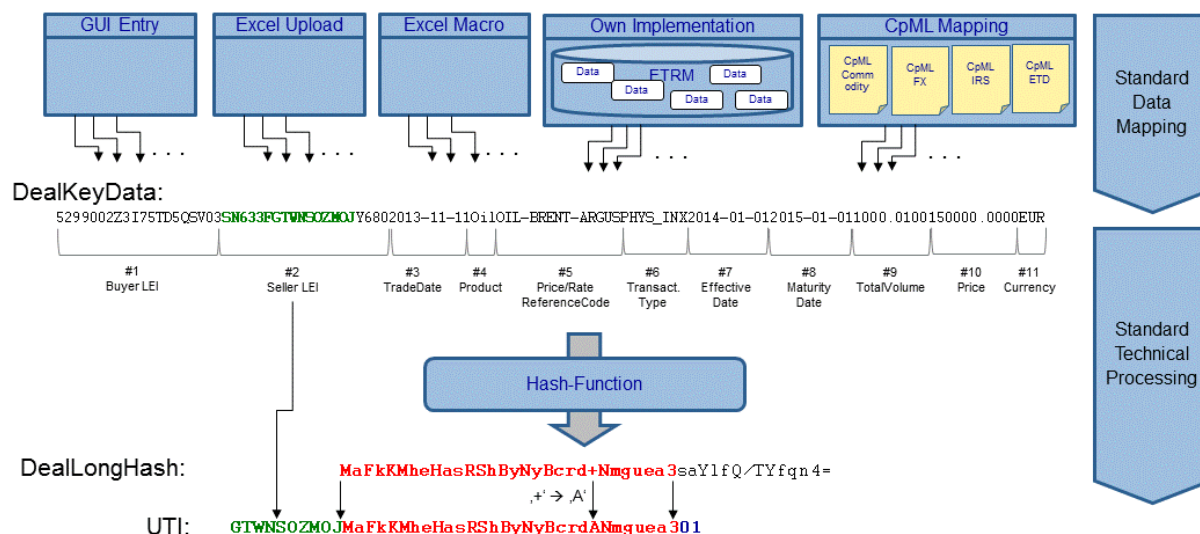 GUI Entry
Excel Upload
Excel Macro
Own Implementation
CpML Mapping
ETRM
Data
Data
Data
Data
Data
CpML
Comm
odity
CpML
FX
CpML
IRS
CpML
ETD
Standard
Data
Mapping
. . .
. . .
. . .
. . .
. . .
DealKeyData:
5299002Z3I75TD5QSV03SN633FGTWNSOZMOJY6802013-11-11OilOIL-BRENT-ARGUSPHYS_INX2014-01-012015-01-011000.0100150000.0000EUR
#1
Buyer LEI
#2
Seller LEI
#3
TradeDate
#4
Product
#5
Price/Rate
ReferenceCode
#6
Transact.
Type
#7
Effective
Date
#8
Maturity
Date
#9
TotalVolume
#10
Price
#11
Currency
Standard
Technical
Processing
Hash-Function
DealLongHash:
MaFkKMheHasRShByNyBcrd+Nmguea3saYlfQ/TYfqn4=
‚+‘ → ‚A‘
UTI:
GTWNSOZMOJMaFkKMheHasRShByNyBcrdANmguea301